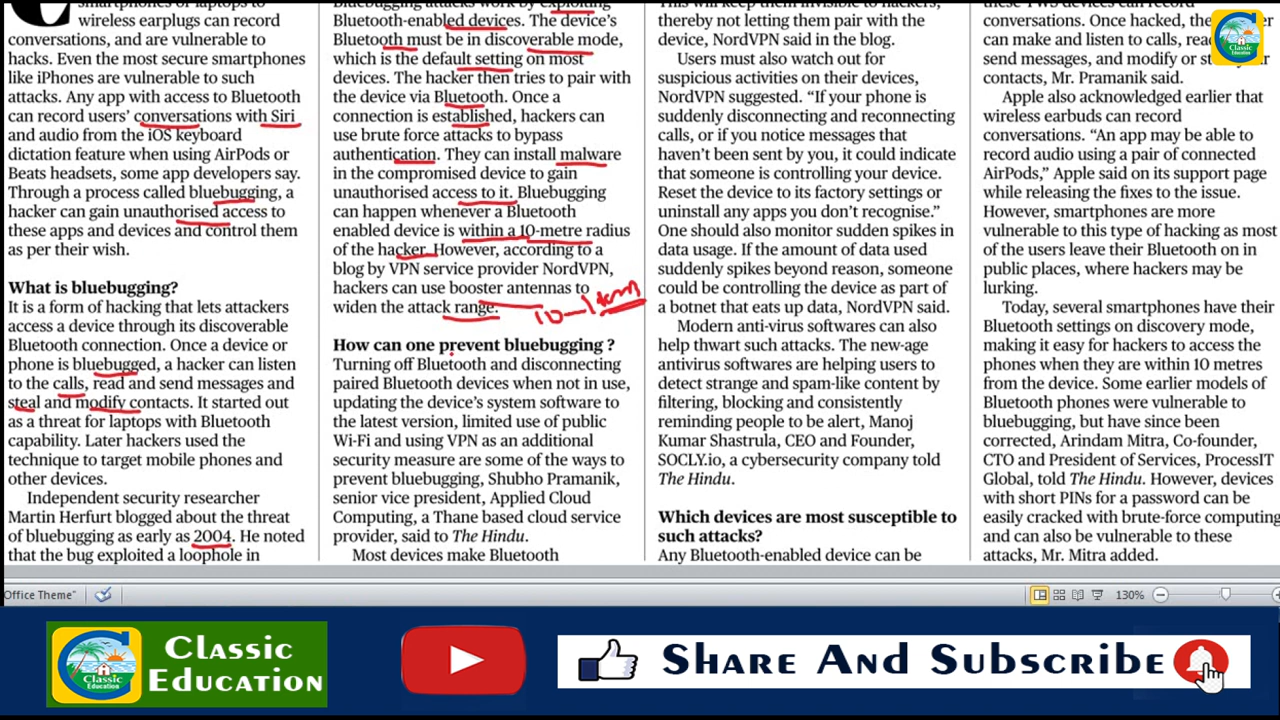 smartphones or laptops to
wireless earplugs can record
conversations, and are vulnerable to
hacks. Even the most secure smartphones
like iPhones are vulnerable to such
attacks. Any app with access to Bluetooth
can record users' conversations with Siri
and audio from the iOS keyboard
dictation feature when using AirPods or
Beats headsets, some app developers say.
Through a process called bluebugging, a
hacker can gain unauthorised access to
these apps and devices and control them
as per their wish.
What is bluebugging?
It is a form of hacking that lets attackers
access a device through its discoverable
Bluetooth connection. Once a device or
phone is bluebugged, a hacker can listen
to the calls, read and send messages and
steal and modify contacts. It started out
as a threat for laptops with Bluetooth
capability. Later hackers used the
technique to target mobile phones and
other devices.
Independent security researcher
Martin Herfurt blogged about the threat
of bluebugging as early as 2004. He noted
that the bug exploited a loophole in
Bluebugging attacks work by exploiting
Bluetooth-enabled devices. The device's
Bluetooth must be in discoverable mode,
which is the default setting on most
devices. The hacker then tries to pair with
the device via Bluetooth. Once a
connection is established, hackers can
use brute force attacks to bypass
authentication. They can install malware
in the compromised device to gain
unauthorised access to it. Bluebugging
can happen whenever a Bluetooth
enabled device is within a 10-metre radius
of the hacker. However, according to a
blog by VPN service provider NordVPN,
hackers can use booster antennas to
widen the attack range.
10-1 km
How can one prevent bluebugging ?
Turning off Bluetooth and disconnecting
paired Bluetooth devices when not in use,
updating the device's system software to
the latest version, limited use of public
Wi-Fi and using VPN as an additional
security measure are some of the ways to
prevent bluebugging, Shubho Pramanik,
senior vice president, Applied Cloud
Computing, a Thane based cloud service
provider, said to The Hindu.
Most devices make Bluetooth
This will keep them invisible to hackers,
thereby not letting them pair with the
device, NordVPN said in the blog.
Users must also watch out for
suspicious activities on their devices,
NordVPN suggested. "If your phone is
suddenly disconnecting and reconnecting
calls, or if you notice messages that
haven't been sent by you, it could indicate
that someone is controlling your device.
Reset the device to its factory settings or
uninstall any apps you don't recognise."
One should also monitor sudden spikes in
data usage. If the amount of data used
suddenly spikes beyond reason, someone
could be controlling the device as part of
a botnet that eats up data, NordVPN said.
Modern anti-virus softwares can also
help thwart such attacks. The new-age
antivirus softwares are helping users to
detect strange and spam-like content by
filtering, blocking and consistently
reminding people to be alert, Manoj
Kumar Shastrula, CEO and Founder,
SOCLY.io, a cybersecurity company told
The Hindu.
Which devices are most susceptible to
such attacks?
Any Bluetooth-enabled device can be
these TWS devices can record
conversations. Once hacked, the
can make and listen to calls, read
send messages, and modify or
contacts, Mr. Pramanik said.
Apple also acknowledged earlier that
wireless earbuds can record
conversations. "An app may be able to
record audio using a pair of connected
AirPods," Apple said on its support page
while releasing the fixes to the issue.
However, smartphones are more
vulnerable to this type of hacking as most
of the users leave their Bluetooth on in
public places, where hackers may be
lurking.
Today, several smartphones have their
Bluetooth settings on discovery mode,
making it easy for hackers to access the
phones when they are within 10 metres
from the device. Some earlier models of
Bluetooth phones were vulnerable to
bluebugging, but have since been
corrected, Arindam Mitra, Co-founder,
CTO and President of Services, ProcessIT
Global, told The Hindu. However, devices
with short PINs for a password can be
easily cracked with brute-force computing
and can also be vulnerable to these
attacks, Mr. Mitra added.
Classic
Education
Office Theme"
130%
Classic
Education
Classic
Education
Share And Subscribe